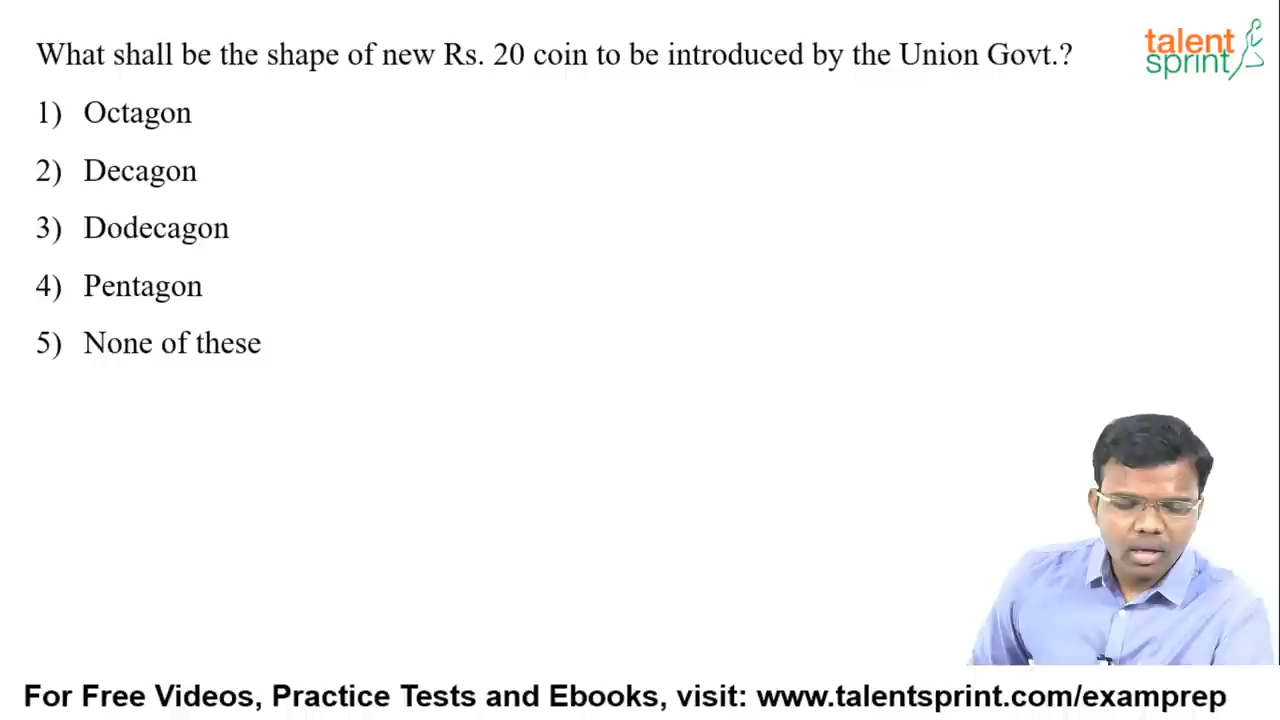 What shall be the shape of new Rs. 20 coin to be introduced by the Union Govt.?
talent
sprint
1) Octagon
2) Decagon
3) Dodecagon
4) Pentagon
5) None of these
For Free Videos, Practice Tests and Ebooks, visit: www.talentsprint.com/examprep